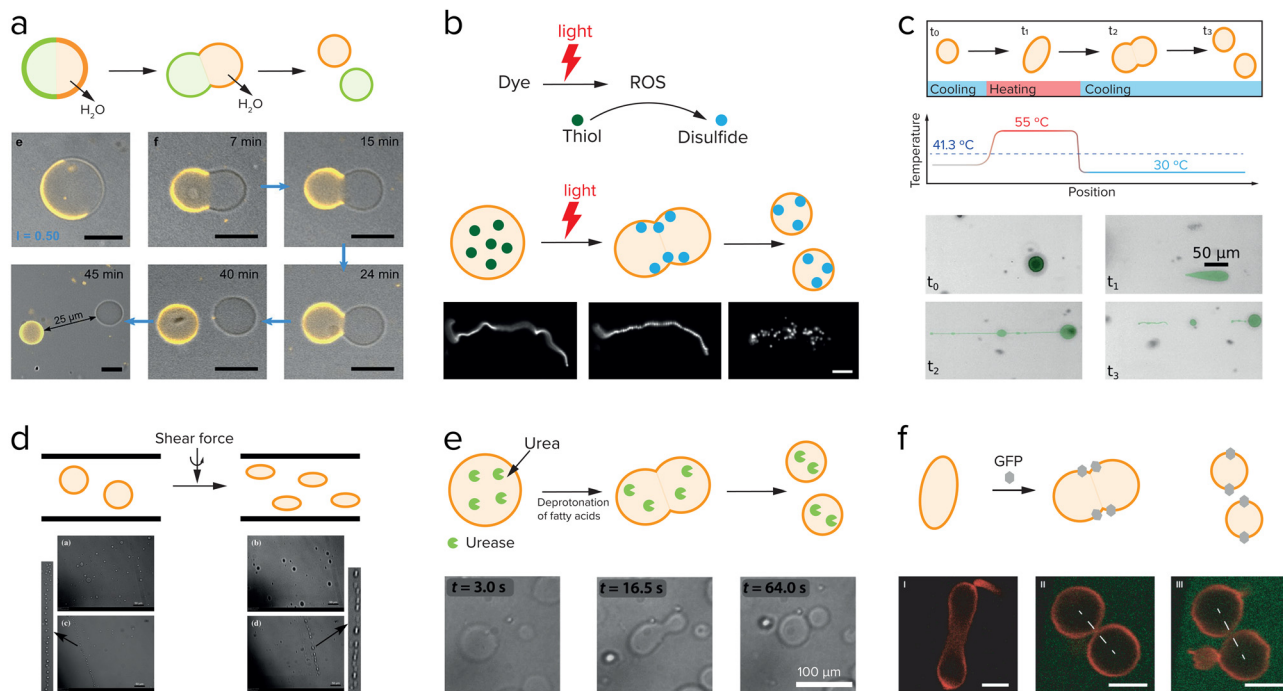 a
H₂O
H₂O
e
I = 0.50
f
7 min
15 min
45 min
25 µm
40 min
24 min
b
light
Dye
ROS
Thiol
Disulfide
light
c
t₀
t₁
t₂
t₃
Cooling
Heating
Cooling
Temperature
41.3 ºC
55 ºC
30 ºC
Position
t₀
t₁
50 µm
t₂
t₃
d
Shear force
(a)
(b)
(c)
(d)
e
Urea
Deprotonation
of fatty acids
Urease
t = 3.0 s
t = 16.5 s
t = 64.0 s
100 µm
f
GFP
I
II
III